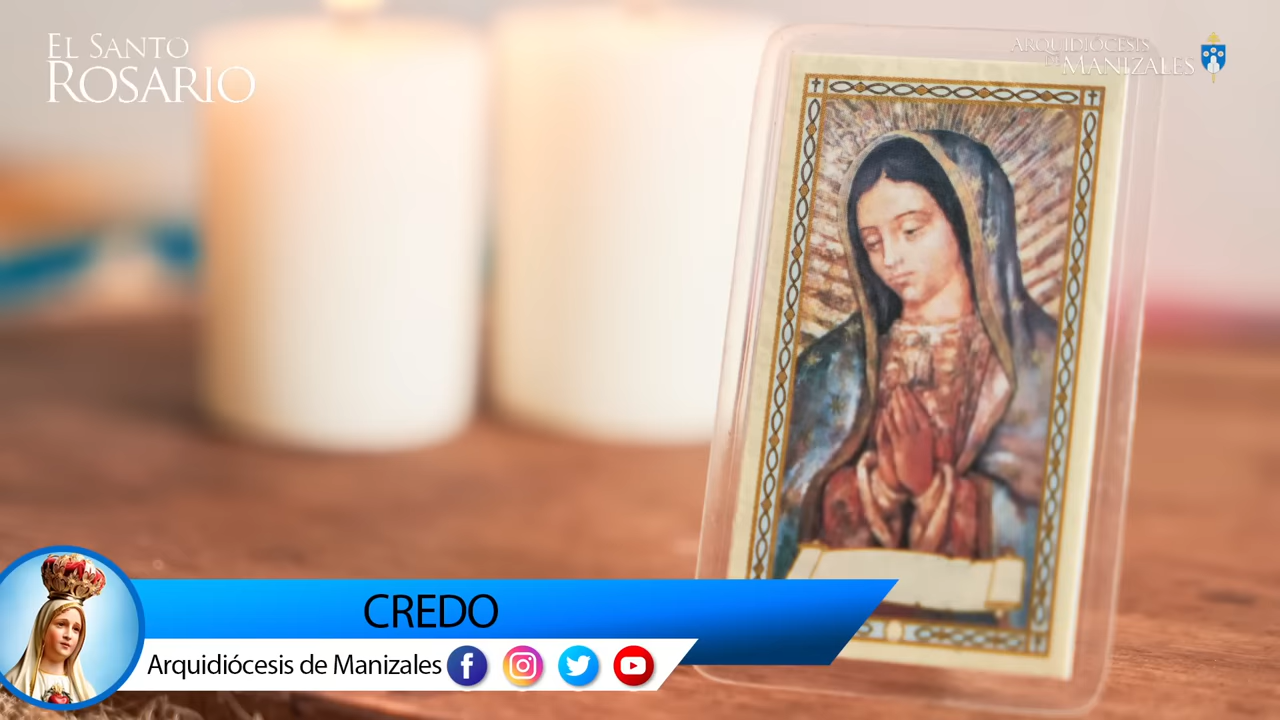 EL SANTO
ROSARIO
ARQUIDIÓCESIS
DE MANIZALES
CREDO
Arquidiócesis de Manizales